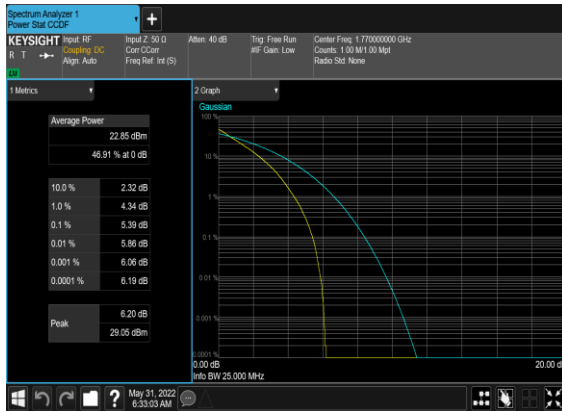 Spectrum Analyzer 1
Power Stat CCDF
KEYSIGHT
R T
Input: RF
Coupling: DC
Align: Auto
Input Z: 50 Ω
Corr CCorr
Freq Ref: Int (S)
Atten: 40 dB
Trig: Free Run
#IF Gain: Low
Center Freq: 1.770000000 GHz
Counts: 1.00 M/1.00 Mpt
Radio Std: None
1 Metrics
Average Power
22.85 dBm
46.91 % at 0 dB
10.0 % 2.32 dB
1.0 % 4.34 dB
0.1 % 5.39 dB
0.01 % 5.86 dB
0.001 % 6.06 dB
0.0001 % 6.19 dB
Peak
6.20 dB
29.05 dBm
2 Graph
Gaussian
100 %
10 %
1 %
0.1 %
0.01 %
0.001 %
0.0001 %
0.00 dB
20.00 d
Info BW 25.000 MHz
?
May 31, 2022
6:33:03 AM